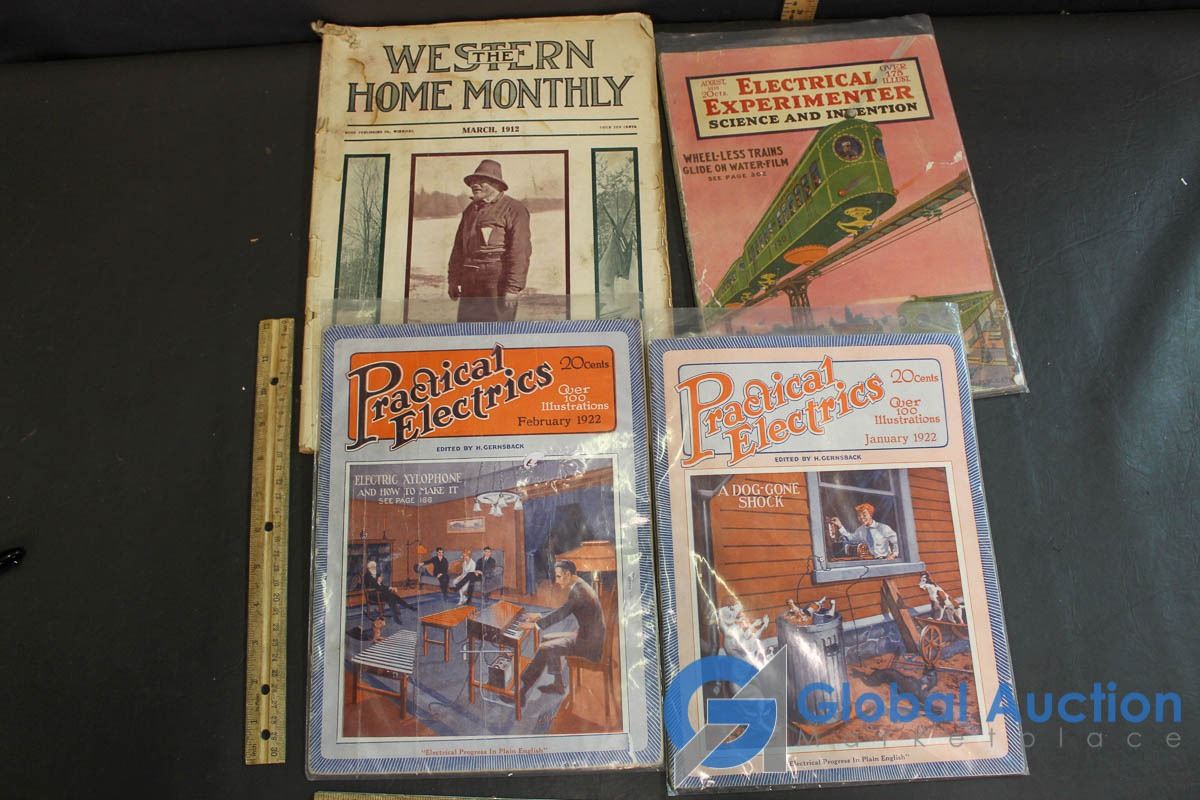 THE
WESTERN
HOME MONTHLY
MARCH, 1912
AUGUST,
20 cts.
ELECTRICAL
EXPERIMENTER
SCIENCE AND INVENTION
OVER
175
ILLUST.
WHEEL-LESS TRAINS
GLIDE ON WATER-FILM
SEE PAGE 362
Practical
Electrics
20 Cents
Over
100
Illustrations
February 1922
EDITED BY H. GERNSBACK
ELECTRIC XYLOPHONE
AND HOW TO MAKE IT
SEE PAGE 166
"Electrical Progress In Plain English"
Practical
Electrics
20 Cents
Over
100
Illustrations
January 1922
EDITED BY H. GERNSBACK
A DOG-GONE
SHOCK
Electrical Progress In Plain English"
Global Auction
Marketplace